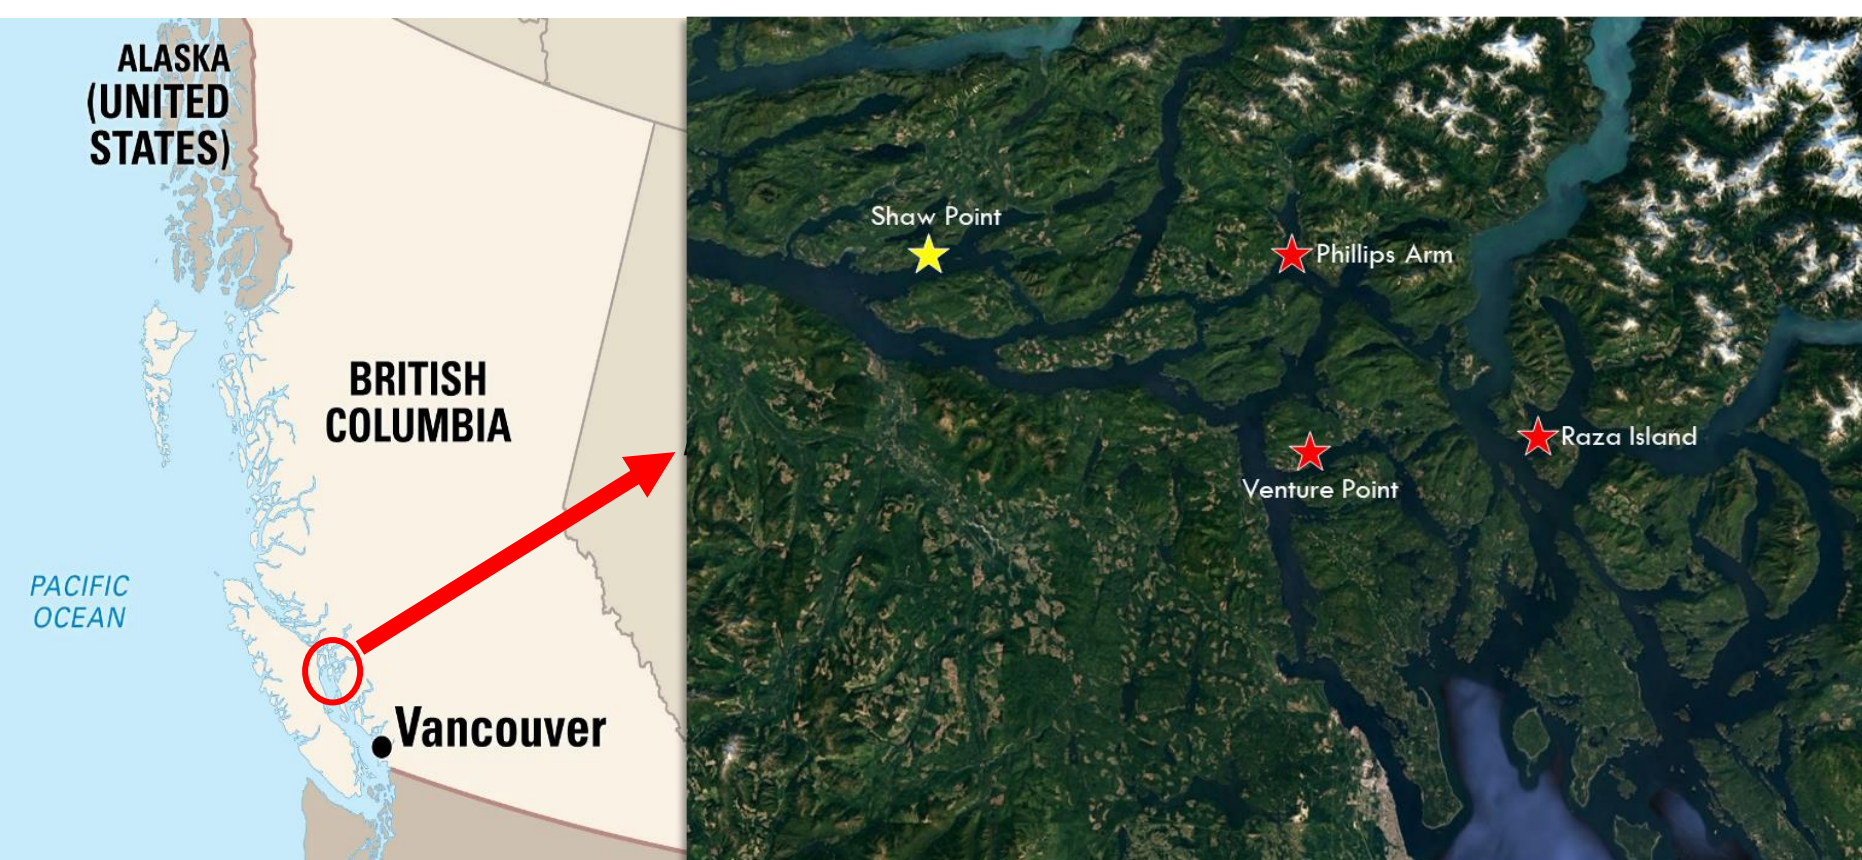 ALASKA
(UNITED
STATES)
BRITISH
COLUMBIA
PACIFIC
OCEAN
Vancouver
Shaw Point
Phillips Arm
Raza Island
Venture Point